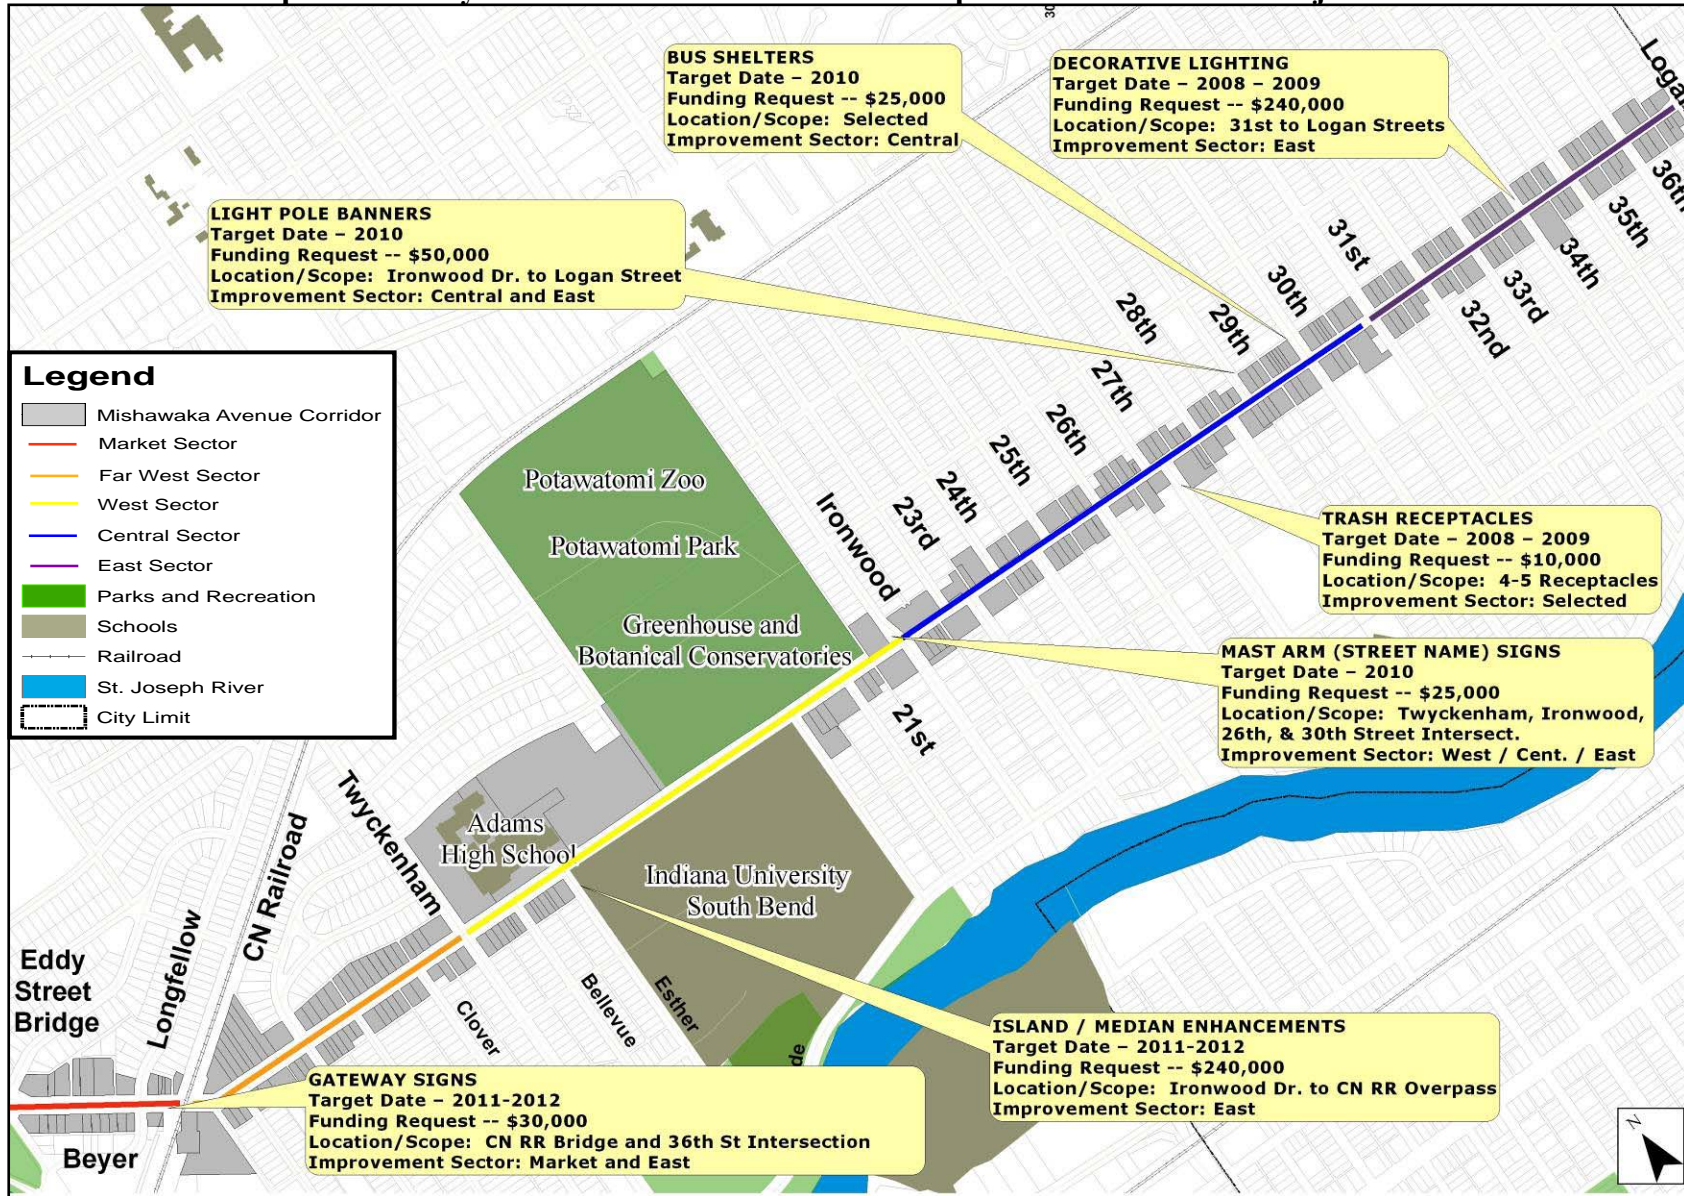 BUS SHELTERS
Target Date – 2010
Funding Request -- $25,000
Location/Scope:  Selected
Improvement Sector: Central
DECORATIVE LIGHTING
Target Date – 2008 – 2009
Funding Request -- $240,000
Location/Scope:  31st to Logan Streets
Improvement Sector: East
LIGHT POLE BANNERS
Target Date – 2010
Funding Request -- $50,000
Location/Scope:  Ironwood Dr. to Logan Street
Improvement Sector: Central and East
Legend
Mishawaka Avenue Corridor
Market Sector
Far West Sector
West Sector
Central Sector
East Sector
Parks and Recreation
Schools
Railroad
St. Joseph River
City Limit
Logan
36th
35th
34th
33rd
32nd
31st
30th
29th
28th
27th
26th
25th
24th
23rd
Ironwood
21st
Potawatomi Zoo
Potawatomi Park
Greenhouse and
Botanical Conservatories
TRASH RECEPTACLES
Target Date – 2008 – 2009
Funding Request -- $10,000
Location/Scope:  4-5 Receptacles
Improvement Sector: Selected
MAST ARM (STREET NAME) SIGNS
Target Date – 2010
Funding Request -- $25,000
Location/Scope:  Twyckenham, Ironwood,
26th, & 30th Street Intersect.
Improvement Sector: West / Cent. / East
Adams
High School
Indiana University
South Bend
Twyckenham
CN Railroad
Longfellow
Eddy
Street
Bridge
Beyer
Clover
Bellevue
Esther
de
ISLAND / MEDIAN ENHANCEMENTS
Target Date – 2011-2012
Funding Request -- $240,000
Location/Scope:  Ironwood Dr. to CN RR Overpass
Improvement Sector: East
GATEWAY SIGNS
Target Date – 2011-2012
Funding Request -- $30,000
Location/Scope:  CN RR Bridge and 36th St Intersection
Improvement Sector: Market and East
N